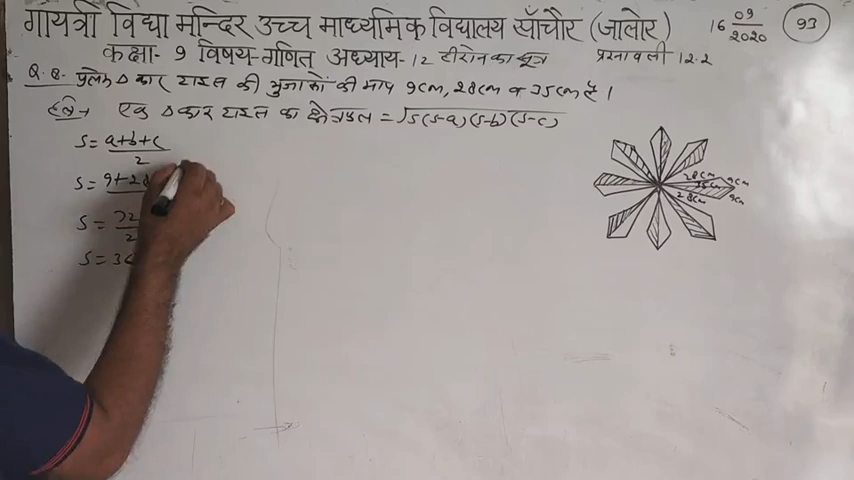 गायत्री विद्या मन्दिर उच्च माध्यमिक विद्यालय साँचौर (जालोर) 16 09/2020 93
कक्षा- 9 विषय-गणित अध्याय- 12 हीरोन का सूत्र प्रश्नावली 12.2
Q.8. प्रत्येक Δ कार टाइल की भुजाओं की माप 9cm, 28cm व 35cm है।
हल→ एक Δ कार टाइल का क्षेत्रफल = √s(s-a)(s-b)(s-c)
s = a+b+c/2
s = 9+28
s = 72/2
s = 36
28cm 9cm
35cm
28cm 9cm